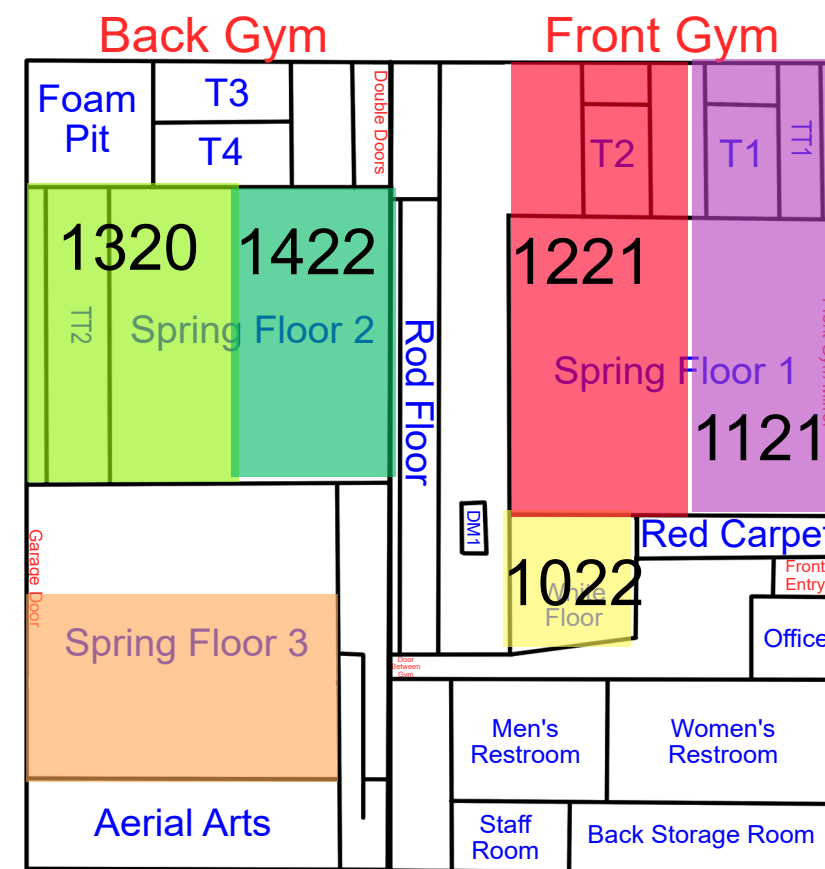 Back Gym
Front Gym
Foam
Pit
T3
T4
Double Doors
T2
T1
TT1
1320
1422
1221
TT2
Spring Floor 2
Rod Floor
Spring Floor 1
1121
DM1
Red Carpet
Garage Door
1022
White
Floor
Front
Entry
Spring Floor 3
Office
Door
Between
Gym
Men's
Restroom
Women's
Restroom
Aerial Arts
Staff
Room
Back Storage Room